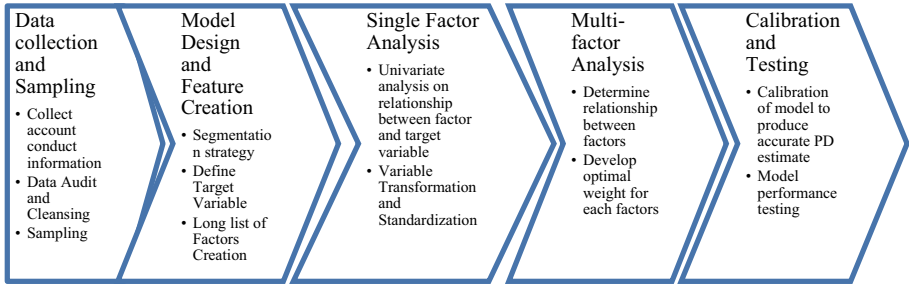 Data
collection
and
Sampling
• Collect
account
conduct
information
• Data Audit
and
Cleansing
• Sampling
Model
Design
and
Feature
Creation
• Segmentatio
n strategy
• Define
Target
Variable
• Long list of
Factors
Creation
Single Factor
Analysis
• Univariate
analysis on
relationship
between factor
and target
variable
• Variable
Transformation
and
Standardization
Multi-
factor
Analysis
• Determine
relationship
between
factors
• Develop
optimal
weight for
each factors
Calibration
and
Testing
• Calibration
of model to
produce
accurate PD
estimate
• Model
performance
testing